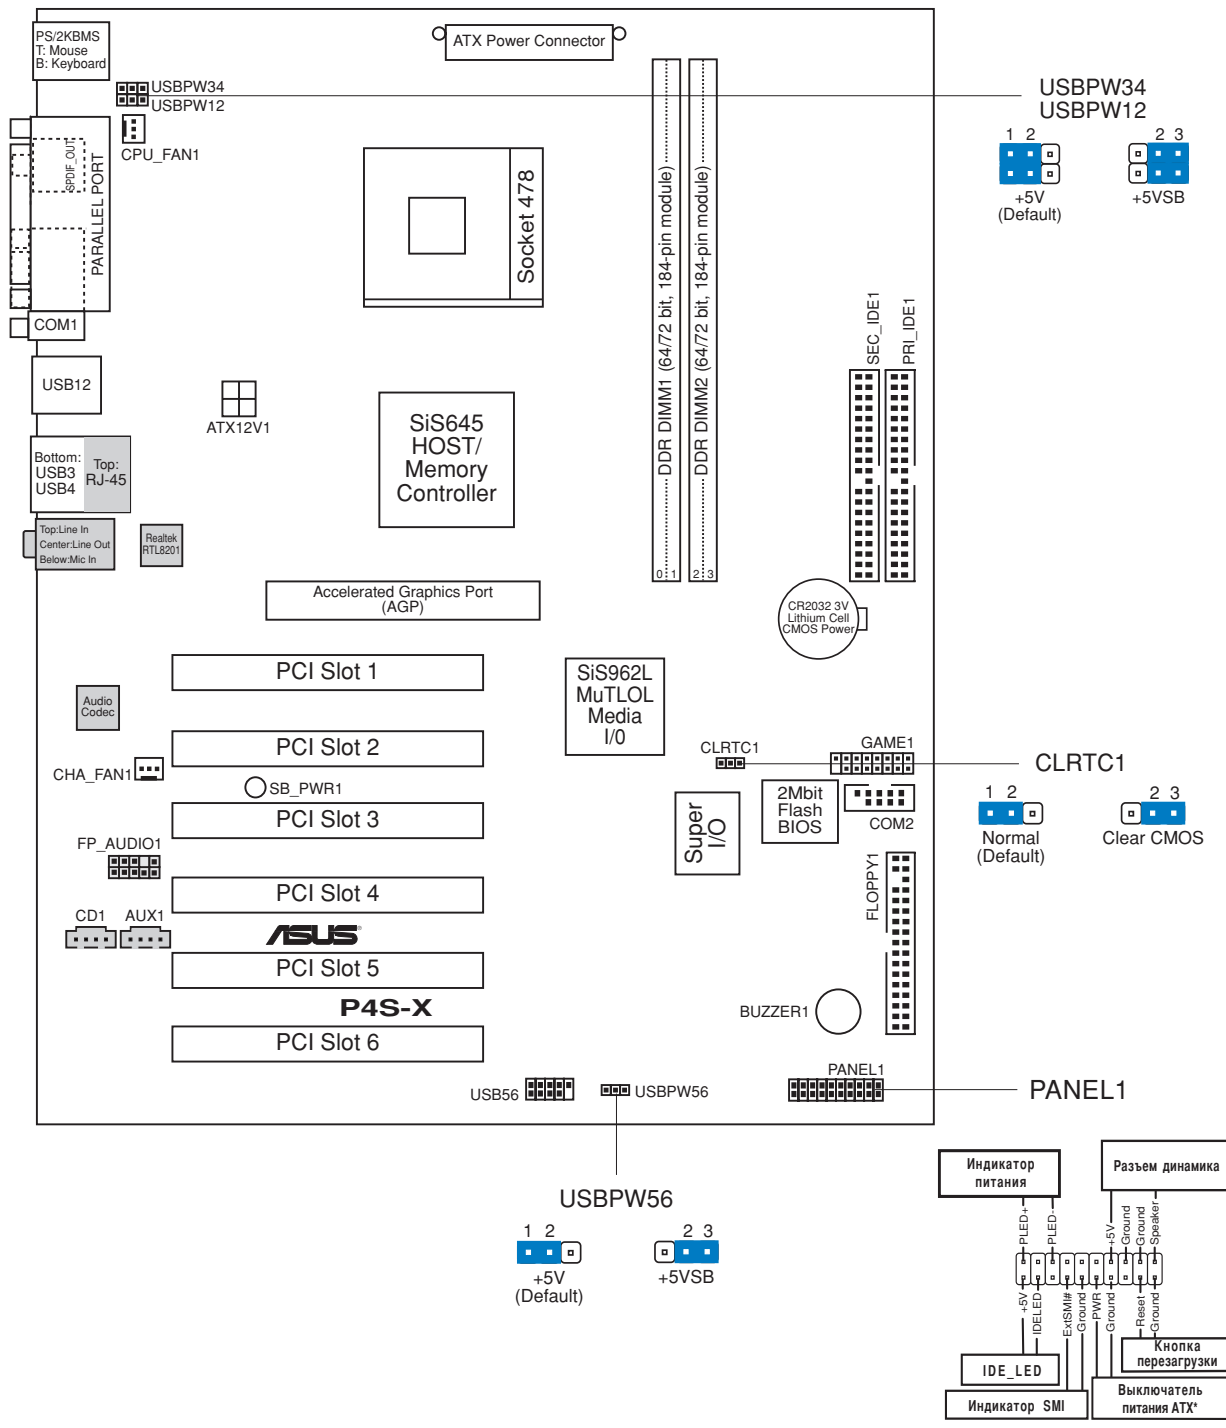 PS/2KBMS
T: Mouse
B: Keyboard
ATX Power Connector
USBPW34
USBPW12
CPU_FAN1
SPDIF_OUT
PARALLEL PORT
Socket 478
DDR DIMM1 (64/72 bit, 184-pin module)
DDR DIMM2 (64/72 bit, 184-pin module)
0 1
2 3
SEC_IDE1
PRI_IDE1
USBPW34
USBPW12
1 2
2 3
+5V
(Default)
+5VSB
COM1
USB12
ATX12V1
SiS645
HOST/
Memory
Controller
Bottom:
USB3
USB4
Top:
RJ-45
Top:Line In
Center:Line Out
Below:Mic In
Realtek
RTL8201
Accelerated Graphics Port
(AGP)
CR2032 3V
Lithium Cell
CMOS Power
PCI Slot 1
SiS962L
MuTLOL
Media
I/0
Audio
Codec
PCI Slot 2
CHA_FAN1
SB_PWR1
CLRTC1
GAME1
CLRTC1
1 2
2 3
Normal
(Default)
Clear CMOS
PCI Slot 3
Super
I/O
2Mbit
Flash
BIOS
COM2
FP_AUDIO1
PCI Slot 4
FLOPPY1
CD1
AUX1
ASUS
PCI Slot 5
P4S-X
BUZZER1
PCI Slot 6
USB56
USBPW56
PANEL1
PANEL1
USBPW56
1 2
2 3
+5V
(Default)
+5VSB
Индикатор
питания
Разъем динамика
PLED+
PLED-
+5V
Ground
Ground
Speaker
+5V
IDELED
ExtSMI#
Ground
PWR
Ground
Reset
Ground
Кнопка
перезагрузки
IDE_LED
Индикатор SMI
Выключатель
питания ATX*